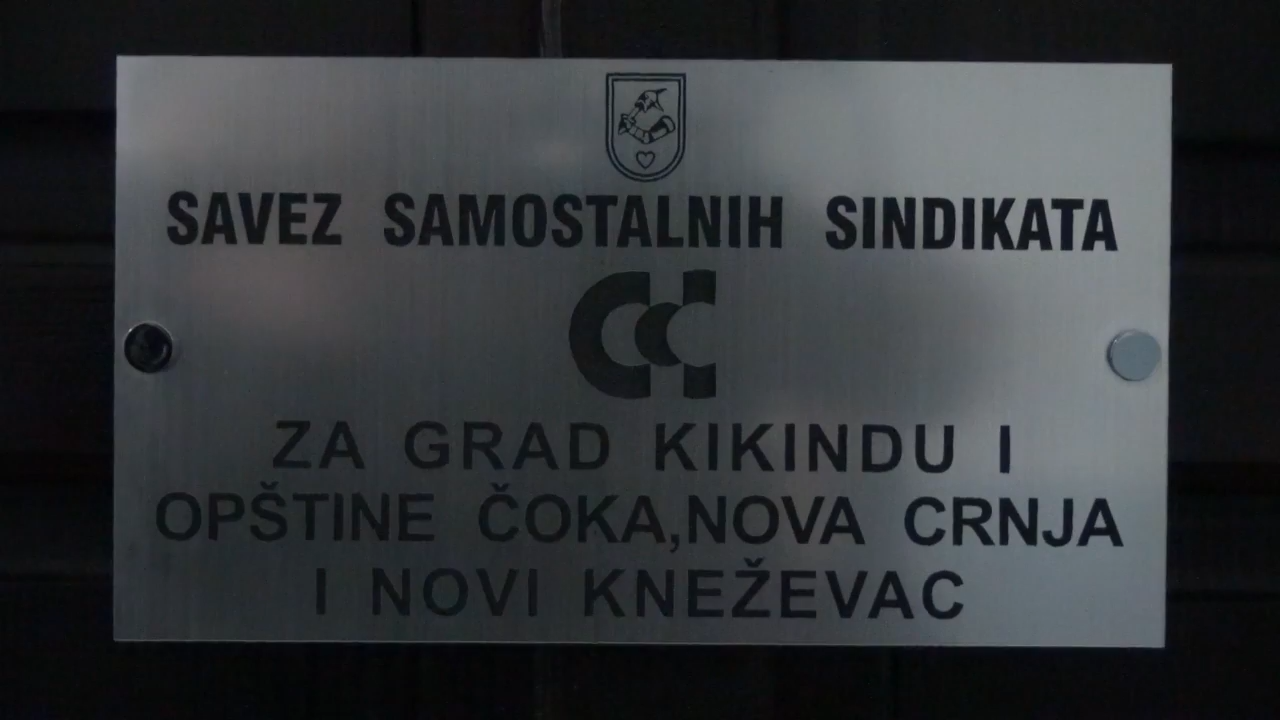 SAVEZ SAMOSTALNIH SINDIKATA
ZA GRAD KIKINDU I
OPŠTINE ČOKA,NOVA CRNJA
I NOVI KNEŽEVAC